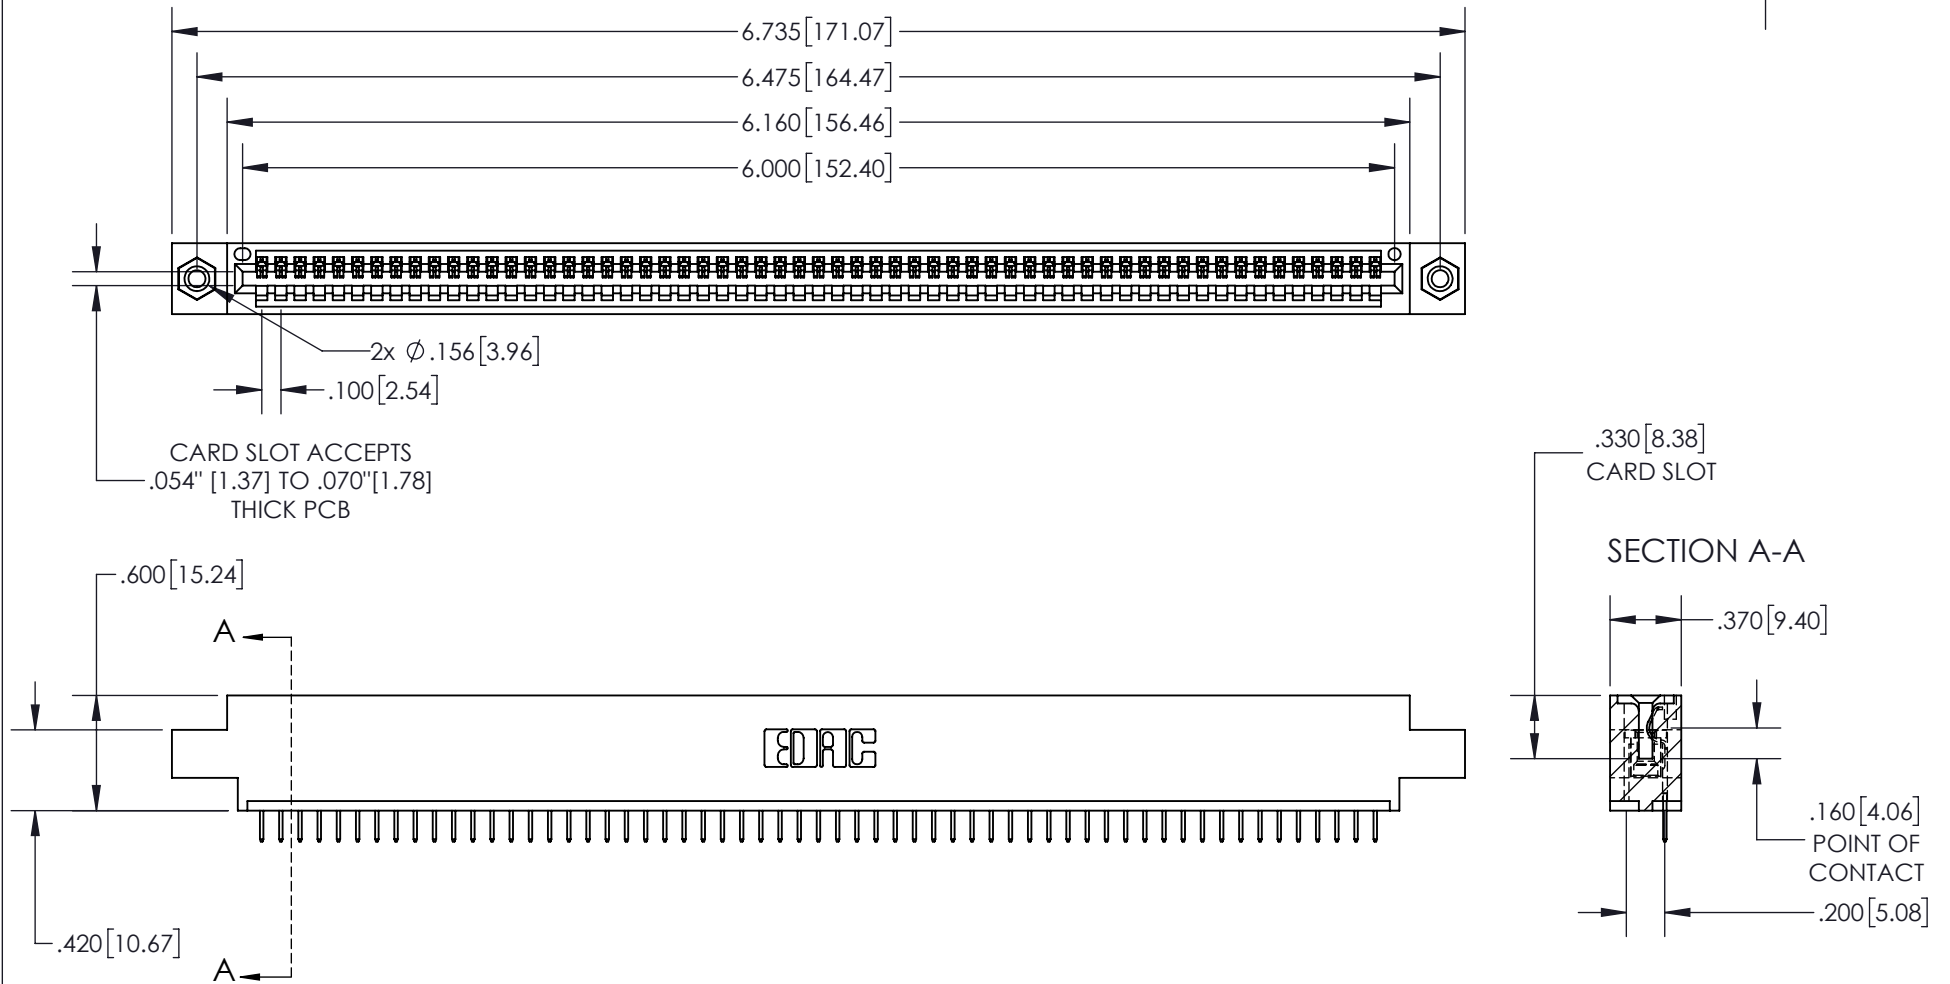 6.735[171.07]
6.475[164.47]
6.160[156.46]
6.000[152.40]
2x ∅.156[3.96]
.100[2.54]
CARD SLOT ACCEPTS
.054" [1.37] TO .070"[1.78]
THICK PCB
.330[8.38]
CARD SLOT
SECTION A-A
.600[15.24]
.370[9.40]
A
EDAC
.160[4.06]
POINT OF
CONTACT
.200[5.08]
.420[10.67]
A